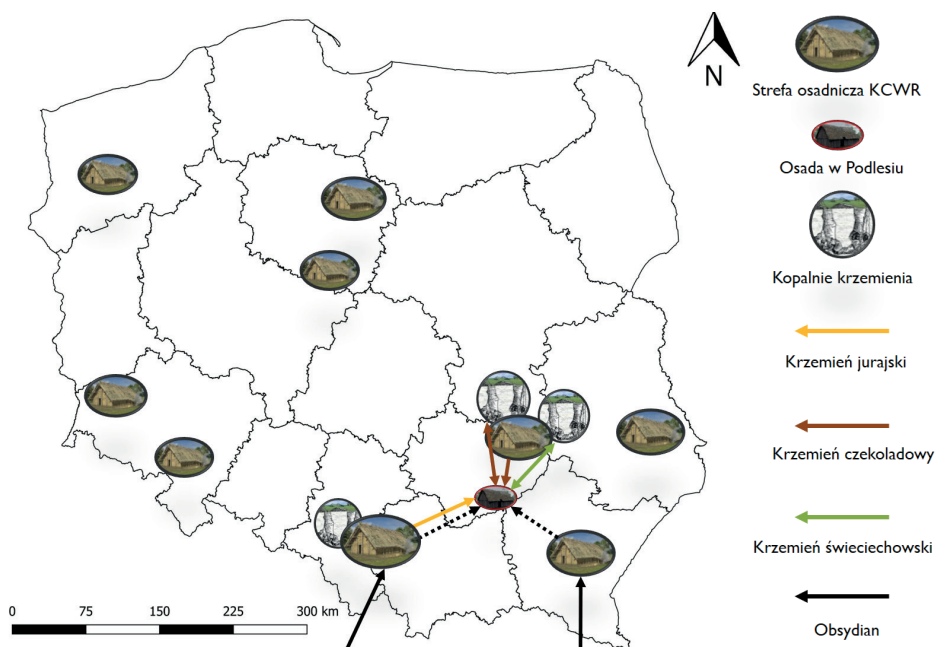 N
Strefa osadnicza KCWR
Osada w Podlesiu
Kopalnie krzemienia
Krzemień jurajski
Krzemień czekoladowy
Krzemień świeciechowski
Obsydian
0 75 150 225 300 km